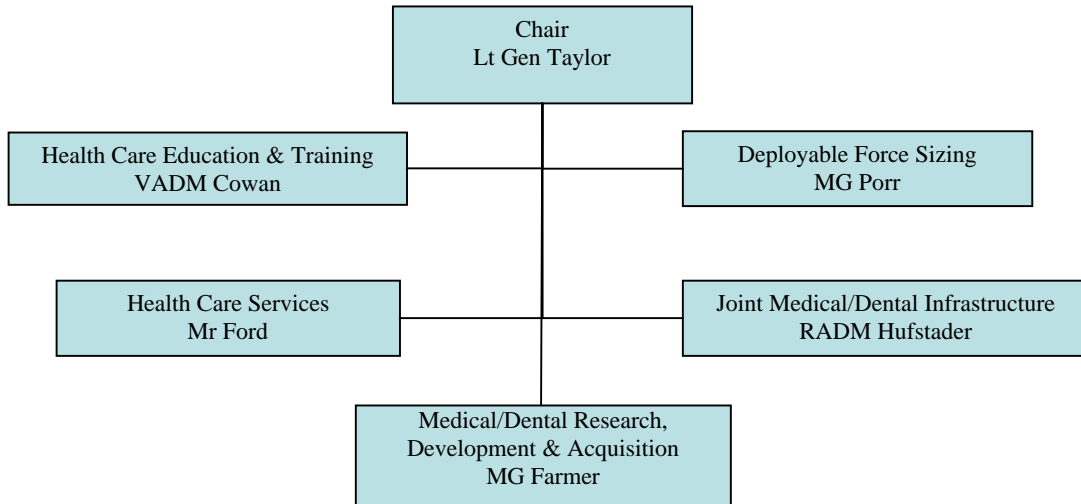 Chair
Lt Gen Taylor
Health Care Education & Training
VADM Cowan
Deployable Force Sizing
MG Porr
Health Care Services
Mr Ford
Joint Medical/Dental Infrastructure
RADM Hufstader
Medical/Dental Research,
Development & Acquisition
MG Farmer